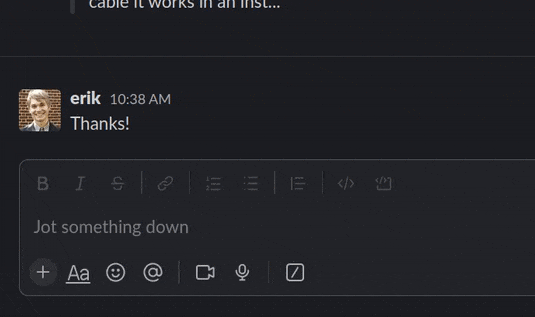 cable it works in an inst...
erik 10:38 AM
Thanks!
B I S
Jot something down
Aa